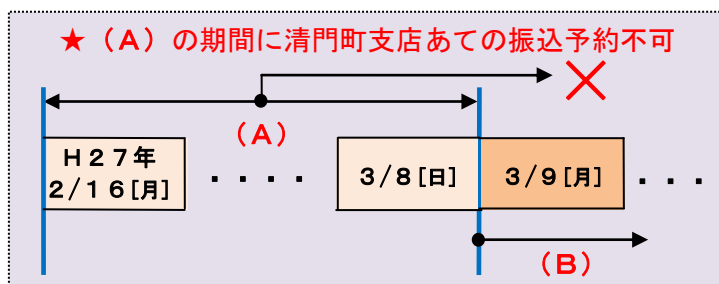 ★（A）の期間に清門町支店あての振込予約不可
（A）
H27年
2/16[月]
・・・・
3/8[日]
3/9[月]
・・・
（B）